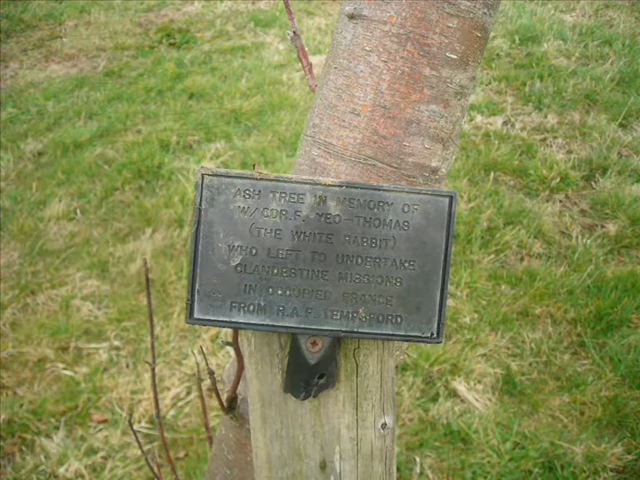 ASH TREE IN MEMORY OF
W/CDR.F. YEO-THOMAS
(THE WHITE RABBIT)
WHO LEFT TO UNDERTAKE
CLANDESTINE MISSIONS
IN OCCUPIED FRANCE
FROM R.A.F. TEMPSFORD